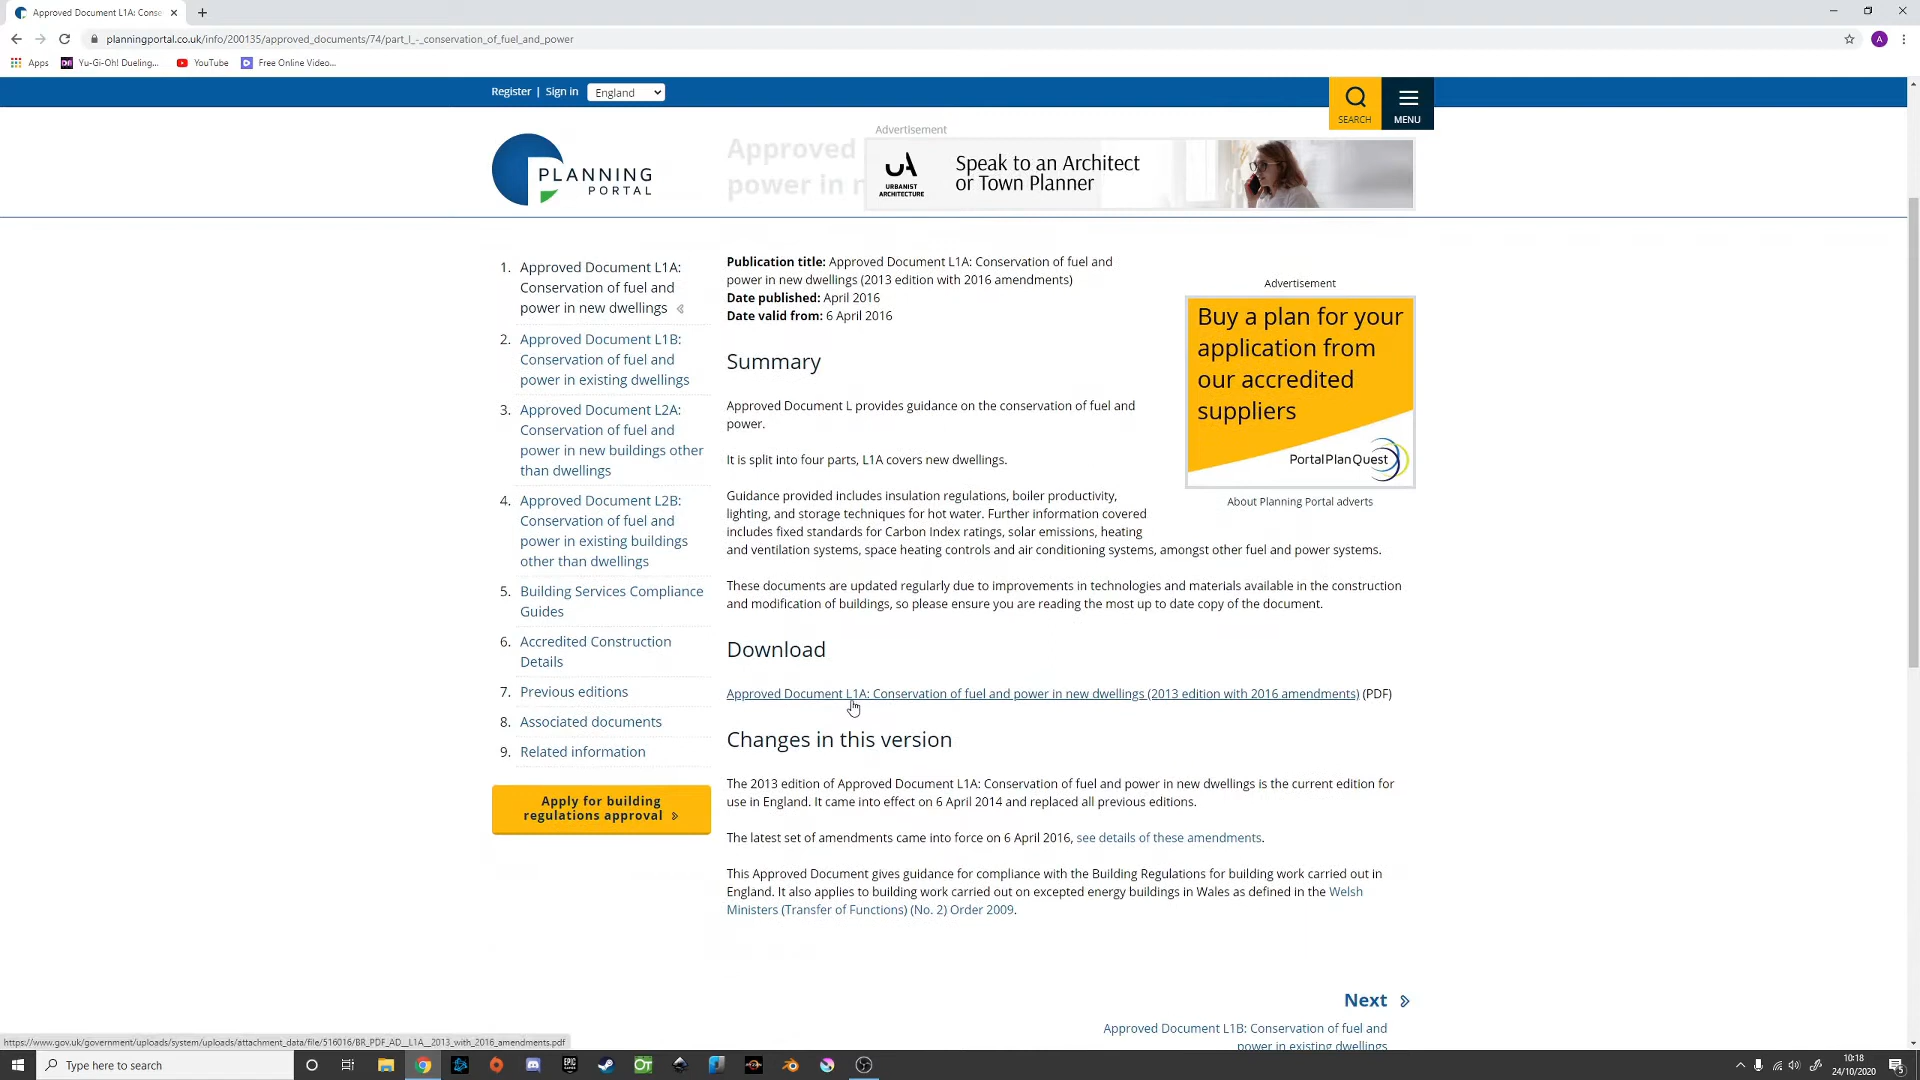 Approved Document L1A: Conse
planningportal.co.uk/info/200135/approved_documents/74/part_l_-_conservation_of_fuel_and_power
A
Apps
Yu-Gi-Oh! Dueling...
YouTube
Free Online Video...
Register | Sign in
England
SEARCH
MENU
PLANNING
PORTAL
Approved
power in n
Advertisement
URBANIST
ARCHITECTURE
Speak to an Architect
or Town Planner
1. Approved Document L1A:
Conservation of fuel and
power in new dwellings
2. Approved Document L1B:
Conservation of fuel and
power in existing dwellings
3. Approved Document L2A:
Conservation of fuel and
power in new buildings other
than dwellings
4. Approved Document L2B:
Conservation of fuel and
power in existing buildings
other than dwellings
5. Building Services Compliance
Guides
6. Accredited Construction
Details
7. Previous editions
8. Associated documents
9. Related information
Apply for building
regulations approval »
Publication title: Approved Document L1A: Conservation of fuel and
power in new dwellings (2013 edition with 2016 amendments)
Date published: April 2016
Date valid from: 6 April 2016
Summary
Approved Document L provides guidance on the conservation of fuel and
power.
It is split into four parts, L1A covers new dwellings.
Guidance provided includes insulation regulations, boiler productivity,
lighting, and storage techniques for hot water. Further information covered
includes fixed standards for Carbon Index ratings, solar emissions, heating
and ventilation systems, space heating controls and air conditioning systems, amongst other fuel and power systems.
These documents are updated regularly due to improvements in technologies and materials available in the construction
and modification of buildings, so please ensure you are reading the most up to date copy of the document.
Download
Approved Document L1A: Conservation of fuel and power in new dwellings (2013 edition with 2016 amendments) (PDF)
Changes in this version
The 2013 edition of Approved Document L1A: Conservation of fuel and power in new dwellings is the current edition for
use in England. It came into effect on 6 April 2014 and replaced all previous editions.
The latest set of amendments came into force on 6 April 2016, see details of these amendments.
This Approved Document gives guidance for compliance with the Building Regulations for building work carried out in
England. It also applies to building work carried out on excepted energy buildings in Wales as defined in the Welsh
Ministers (Transfer of Functions) (No. 2) Order 2009.
Advertisement
Buy a plan for your
application from
our accredited
suppliers
PortalPlanQuest
About Planning Portal adverts
Next »
Approved Document L1B: Conservation of fuel and
power in existing dwellings
https://www.gov.uk/government/uploads/system/uploads/attachment_data/file/516016/BR_PDF_AD__L1A__2013_with_2016_amendments.pdf
Type here to search
10:18
24/10/2020